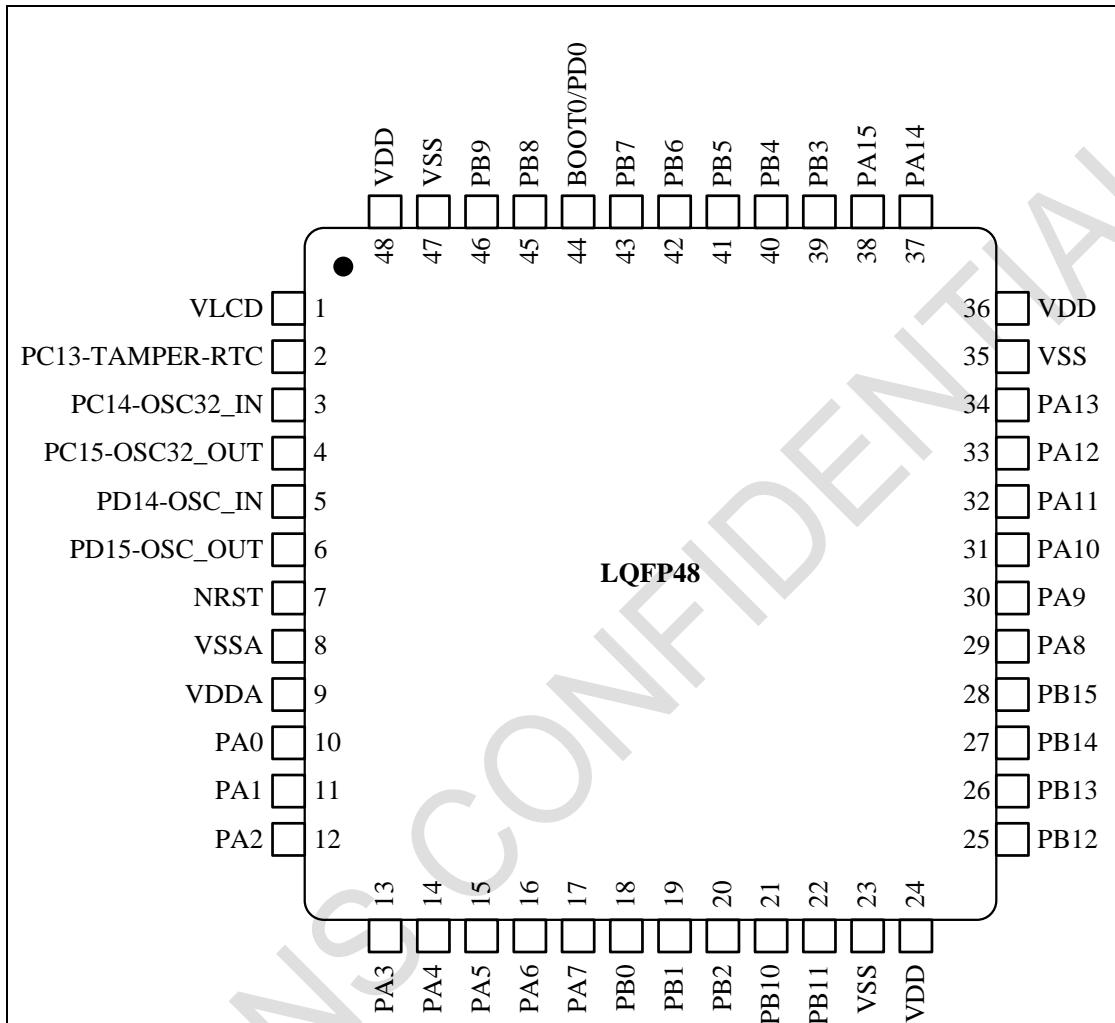 VDD
VSS
PB9
PB8
BOOT0/PD0
PB7
PB6
PB5
PB4
PB3
PA15
PA14
48
47
46
45
44
43
42
41
40
39
38
37
VLCD 1
PC13-TAMPER-RTC 2
PC14-OSC32_IN 3
PC15-OSC32_OUT 4
PD14-OSC_IN 5
PD15-OSC_OUT 6
NRST 7
VSSA 8
VDDA 9
PA0 10
PA1 11
PA2 12
LQFP48
36 VDD
35 VSS
34 PA13
33 PA12
32 PA11
31 PA10
30 PA9
29 PA8
28 PB15
27 PB14
26 PB13
25 PB12
13
14
15
16
17
18
19
20
21
22
23
24
PA3
PA4
PA5
PA6
PA7
PB0
PB1
PB2
PB10
PB11
VSS
VDD
NS CONFIDENTIAL